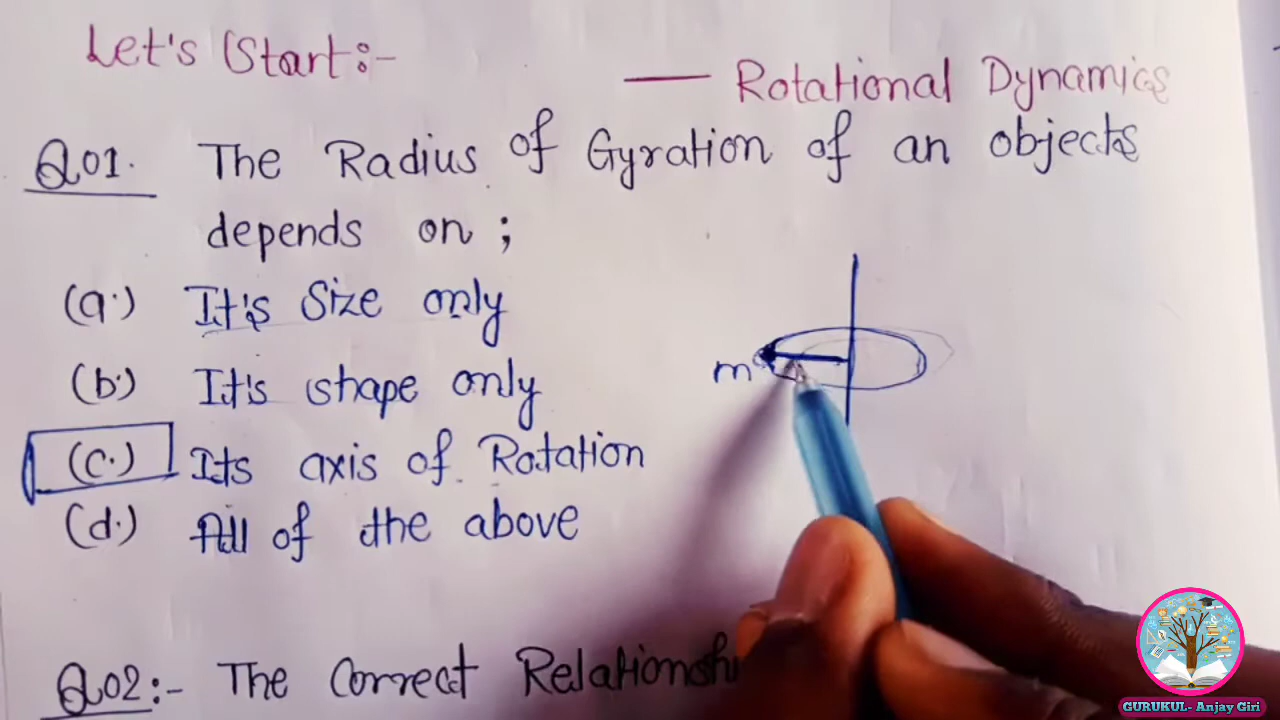 Let's Start:-
— Rotational Dynamics
Q01. The Radius of Gyration of an objects
depends on ;
(a.) It's Size only
(b.) It's shape only
(c.) Its axis of Rotation
(d.) All of the above
m
Q02:- The Correct Relationshi
GURUKUL- Anjay Giri